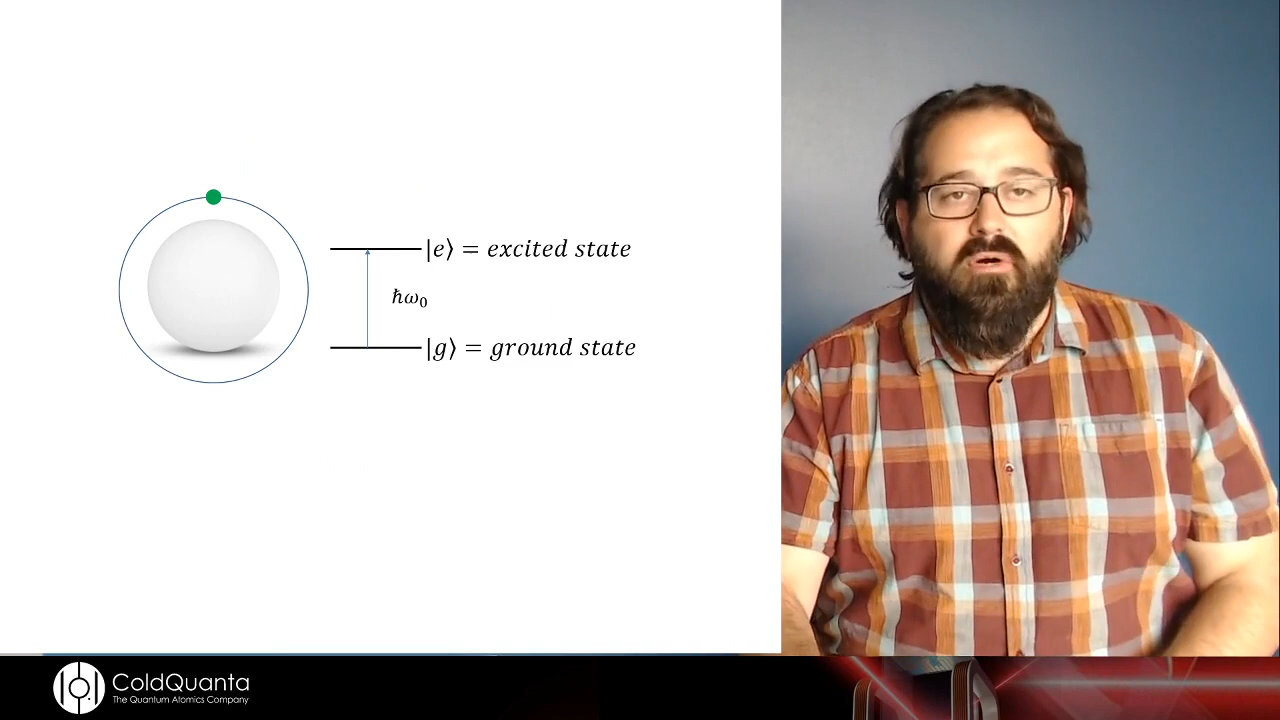 |e⟩ = excited state
ℏω₀
|g⟩ = ground state
ColdQuanta
The Quantum Atomics Company